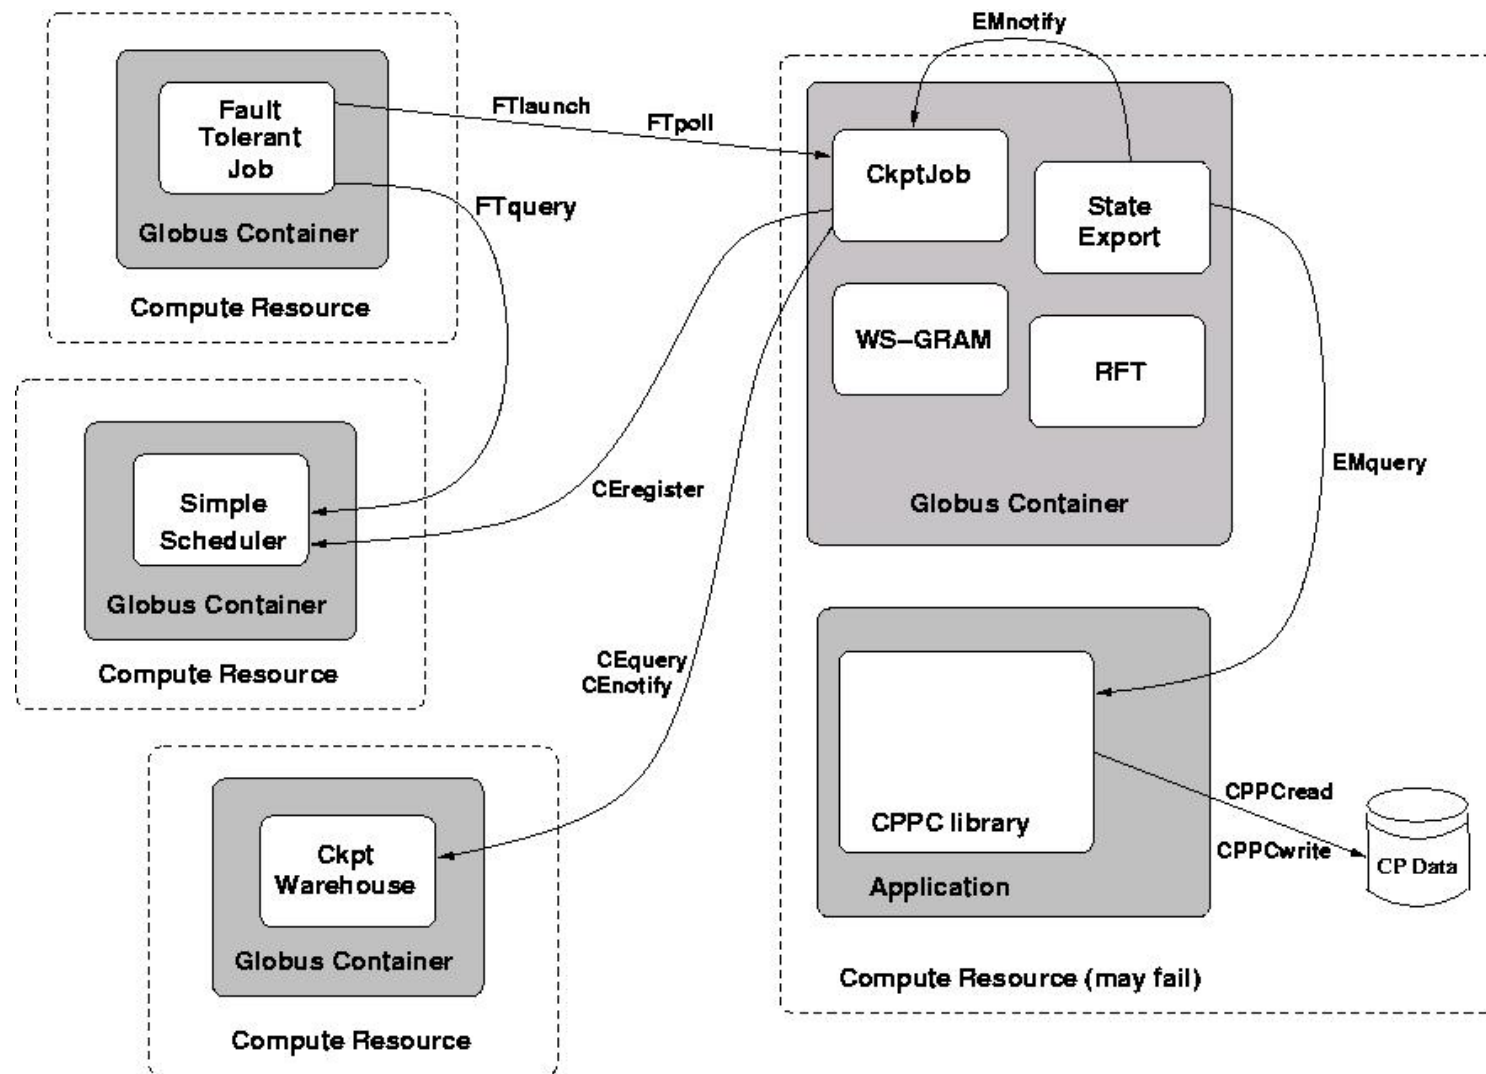 EMnotify
Fault
Tolerant
Job
Globus Container
Compute Resource
FTlaunch
FTpoll
FTquery
CkptJob
State
Export
WS-GRAM
RFT
Globus Container
EMquery
Simple
Scheduler
Globus Container
Compute Resource
CEregister
CEquery
CEnotify
Ckpt
Warehouse
Globus Container
Compute Resource
CPPC library
Application
CPPCread
CPPCwrite
CP Data
Compute Resource (may fail)